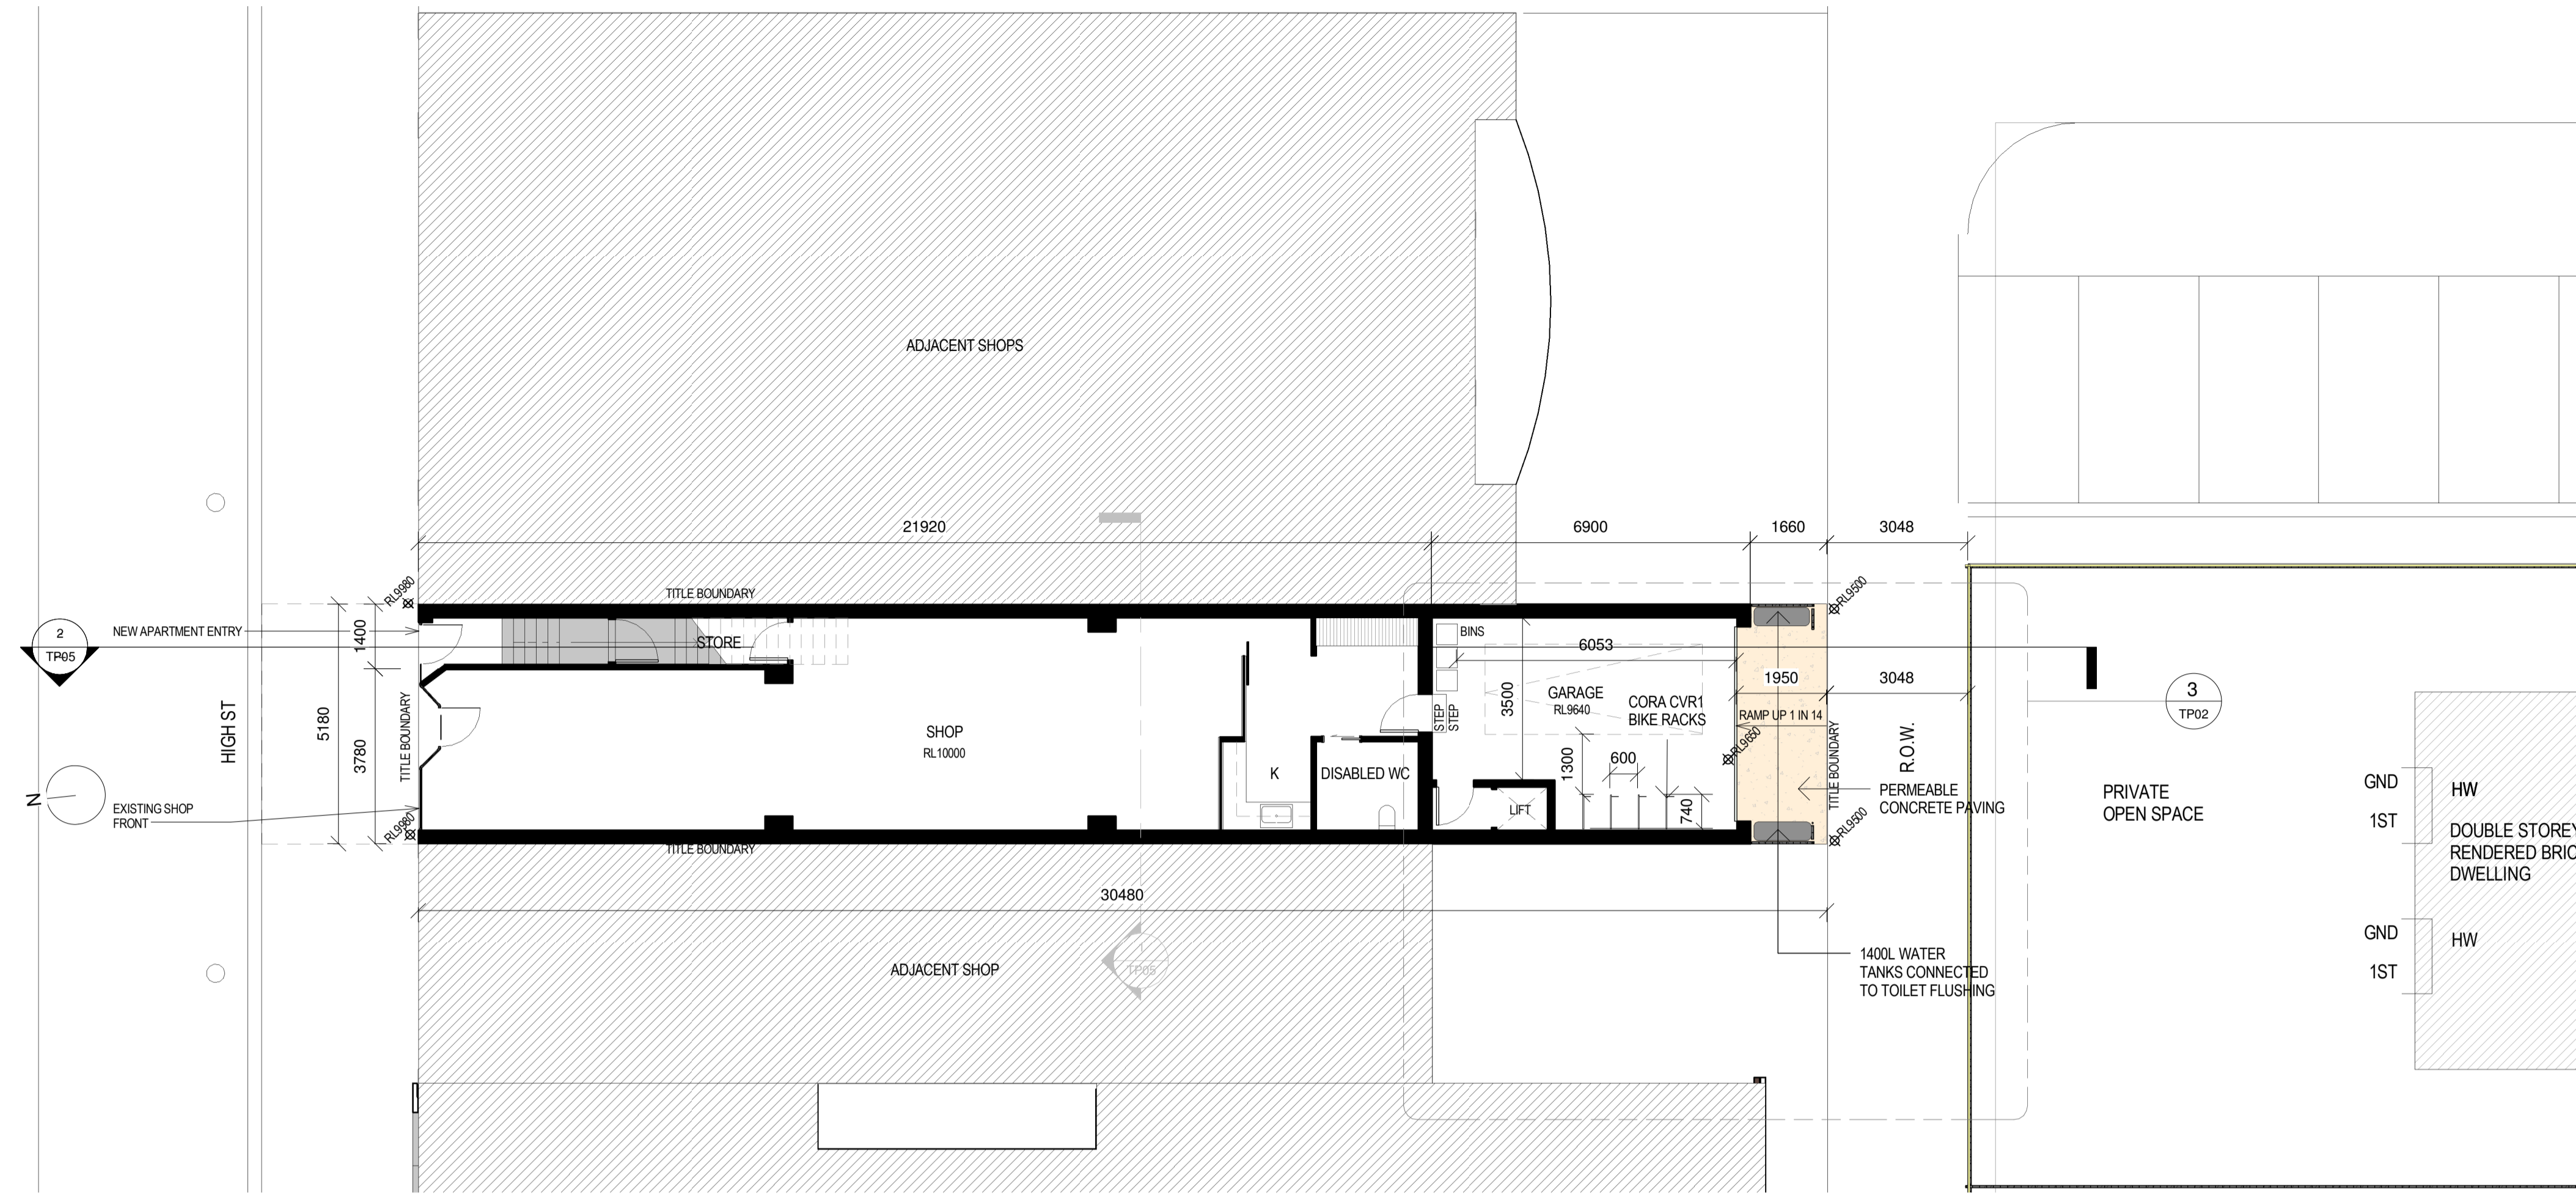 ADJACENT SHOPS
21920
6900
1660
3048
RL9980
TITLE BOUNDARY
RL9500
2
TP05
NEW APARTMENT ENTRY
1400
STORE
BINS
6053
HIGH ST
5180
3780
TITLE BOUNDARY
SHOP
RL10000
STEP
STEP
3500
GARAGE
RL9640
CORA CVR1
BIKE RACKS
1950
3048
RAMP UP 1 IN 14
RL9650
TITLE BOUNDARY
R.O.W.
3
TP02
N
EXISTING SHOP
FRONT
RL9980
K
DISABLED WC
1300
600
LIFT
740
RL9500
PERMEABLE
CONCRETE PAVING
PRIVATE
OPEN SPACE
GND
1ST
HW
DOUBLE STOREY
RENDERED BRIC
DWELLING
TITLE BOUNDARY
30480
GND
1ST
HW
ADJACENT SHOP
TP05
1400L WATER
TANKS CONNECTED
TO TOILET FLUSHING